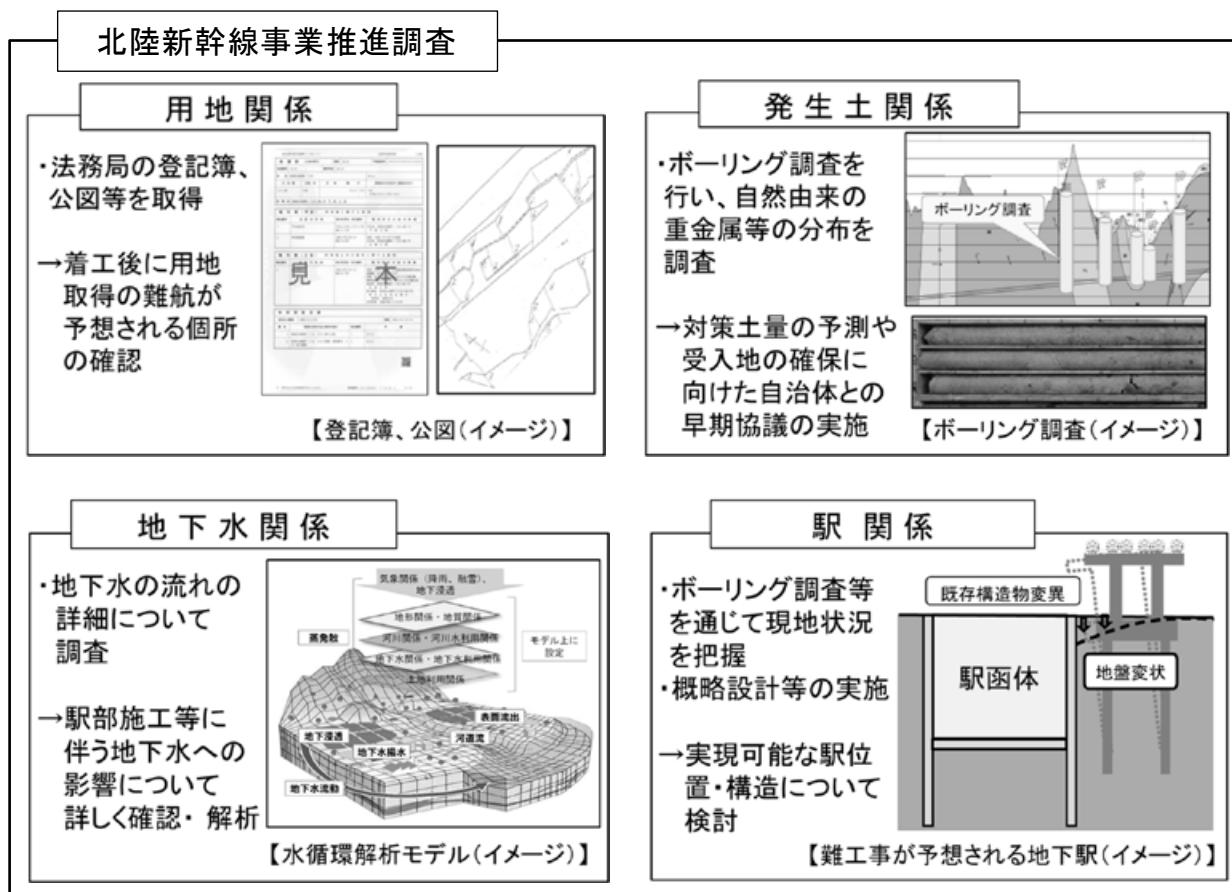 北陸新幹線事業推進調査
用地関係
・法務局の登記簿、
公図等を取得
→着工後に用地
取得の難航が
予想される個所
の確認
見本
【登記簿、公図(イメージ)】
発生土関係
・ボーリング調査を
行い、自然由来の
重金属等の分布を
調査
→対策土量の予測や
受入地の確保に
向けた自治体との
早期協議の実施
ボーリング調査
【ボーリング調査(イメージ)】
地下水関係
・地下水の流れの
詳細について
調査
→駅部施工等に
伴う地下水への
影響について
詳しく確認・ 解析
気象関係(降雨、融雪)、
地下浸透
地形関係・地質関係
蒸発散
河川関係・河川水利用関係
モデル上に
設定
地下水関係・地下水利用関係
土地利用関係
表面流出
地下浸透
河道流
地下水揚水
地下水流動
【水循環解析モデル(イメージ)】
駅関係
・ボーリング調査等
を通じて現地状況
を把握
・概略設計等の実施
→実現可能な駅位
置・構造について
検討
既存構造物変異
駅函体
地盤変状
【難工事が予想される地下駅(イメージ)】